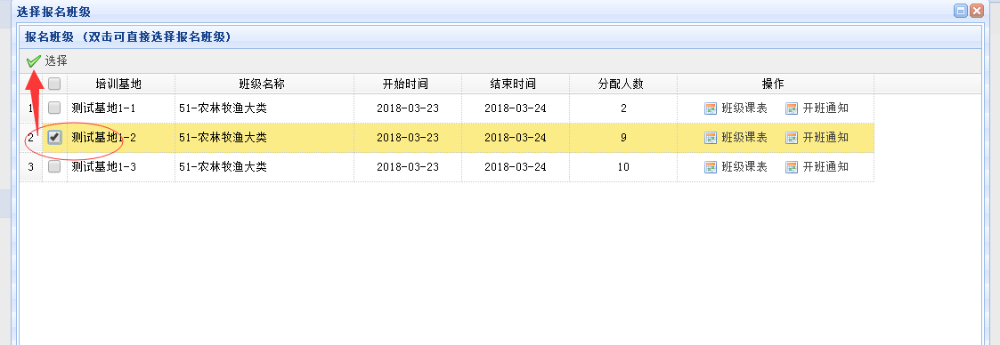 选择报名班级
报名班级 (双击可直接选择报名班级)
选择
培训基地 班级名称 开始时间 结束时间 分配人数 操作
1 测试基地1-1 51-农林牧渔大类 2018-03-23 2018-03-24 2 班级课表 开班通知
2 测试基地1-2 51-农林牧渔大类 2018-03-23 2018-03-24 9 班级课表 开班通知
3 测试基地1-3 51-农林牧渔大类 2018-03-23 2018-03-24 10 班级课表 开班通知